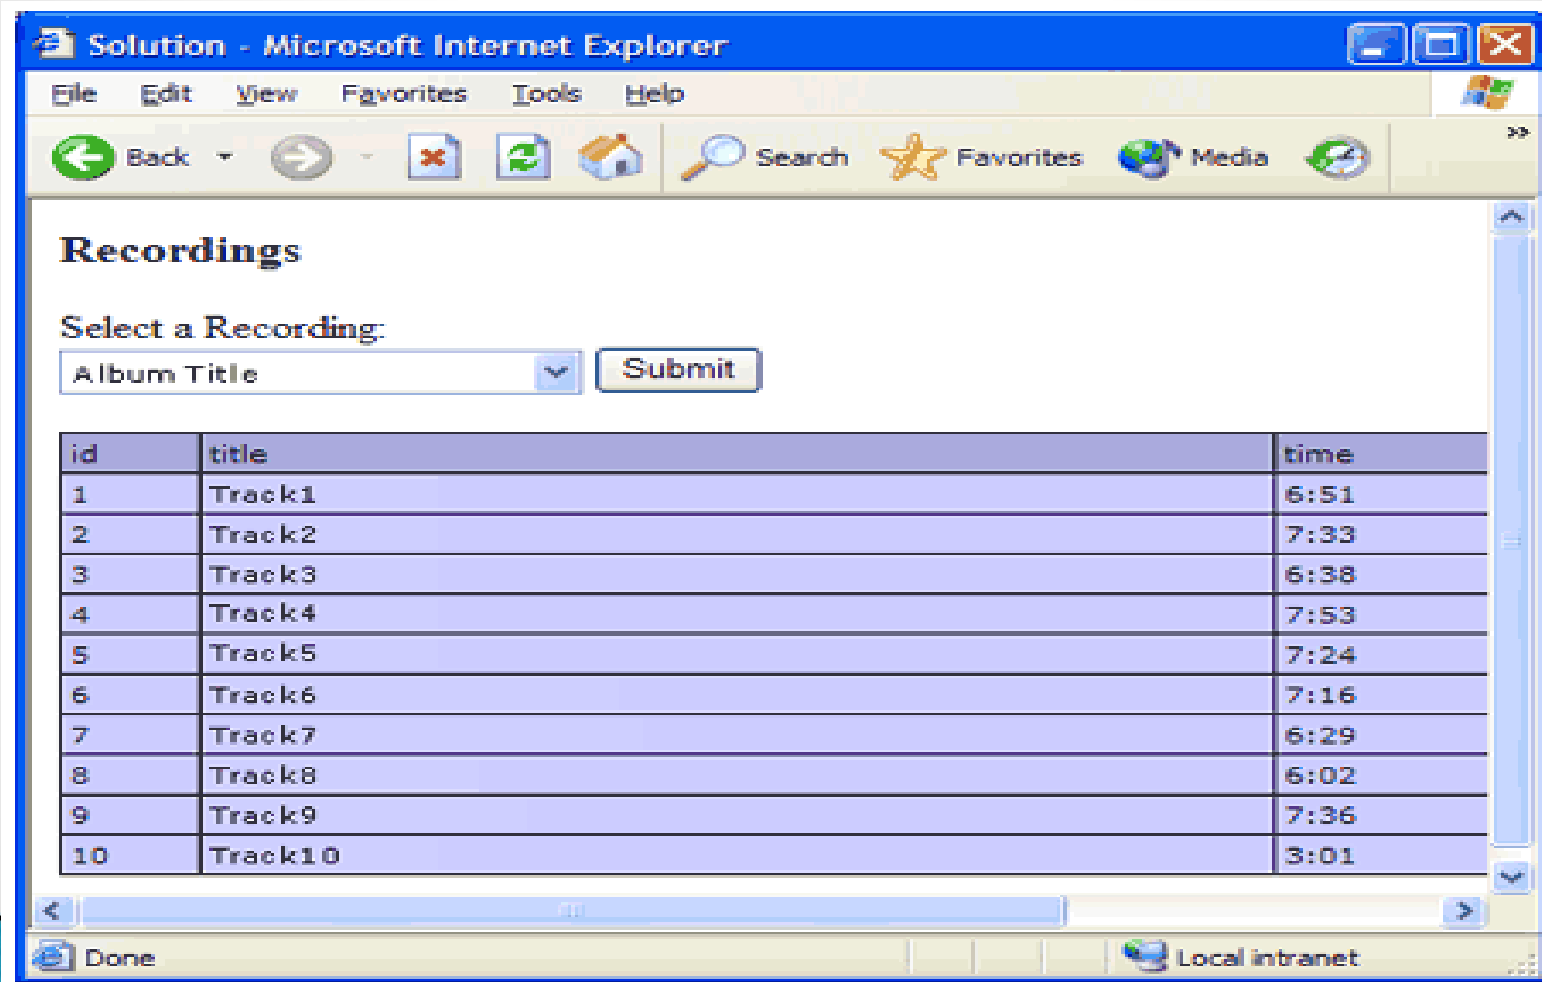 Solution - Microsoft Internet Explorer
File Edit View Favorites Tools Help
Back Search Favorites Media »
Recordings
Select a Recording:
Album Title Submit
id title time
1 Track1 6:51
2 Track2 7:33
3 Track3 6:38
4 Track4 7:53
5 Track5 7:24
6 Track6 7:16
7 Track7 6:29
8 Track8 6:02
9 Track9 7:36
10 Track10 3:01
Done Local intranet